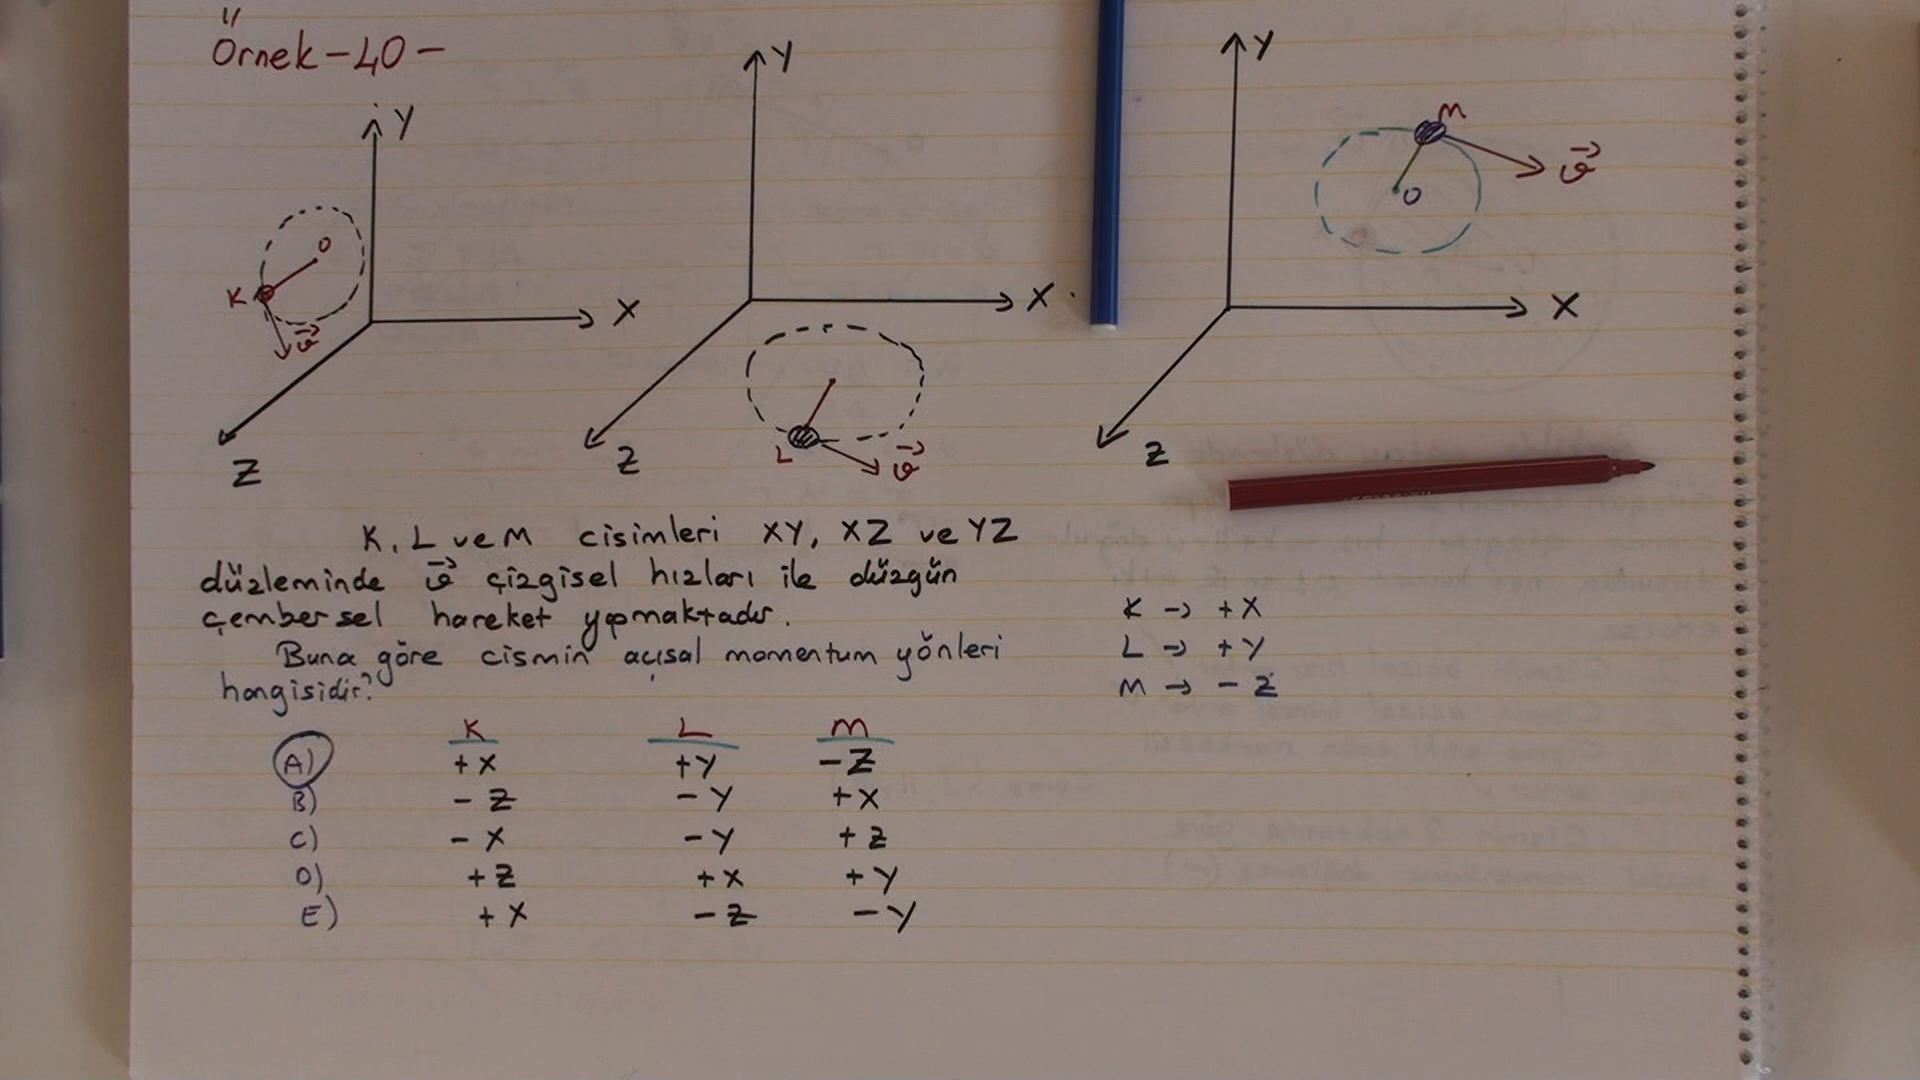 Örnek-40-
Y
X
Z
O
K
v
Y
X
Z
L
v
Y
X
Z
M
O
v
K, L ve M cisimleri XY, XZ ve YZ
düzleminde v çizgisel hızları ile düzgün
çembersel hareket yapmaktadır.
Buna göre cismin açısal momentum yönleri
hangisidir?
K → +X
L → +Y
M → -Z
K L M
A) +X +Y -Z
B) -Z -Y +X
C) -X -Y +Z
D) +Z +X +Y
E) +X -Z -Y